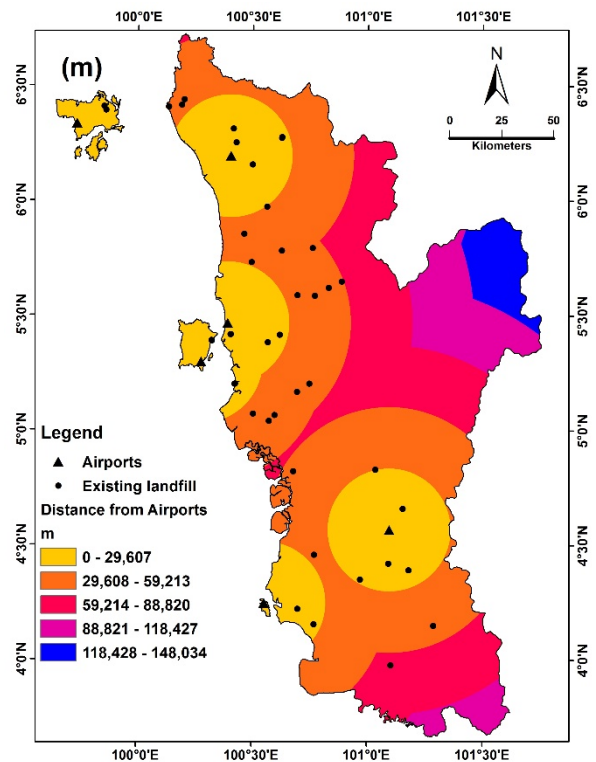 100°0'E 100°30'E 101°0'E 101°30'E
(m)
N
0 25 50
Kilometers
6°30'N 6°30'N
6°0'N 6°0'N
5°30'N 5°30'N
5°0'N 5°0'N
4°30'N 4°30'N
4°0'N 4°0'N
Legend
Airports
Existing landfill
Distance from Airports
m
0 - 29,607
29,608 - 59,213
59,214 - 88,820
88,821 - 118,427
118,428 - 148,034
100°0'E 100°30'E 101°0'E 101°30'E